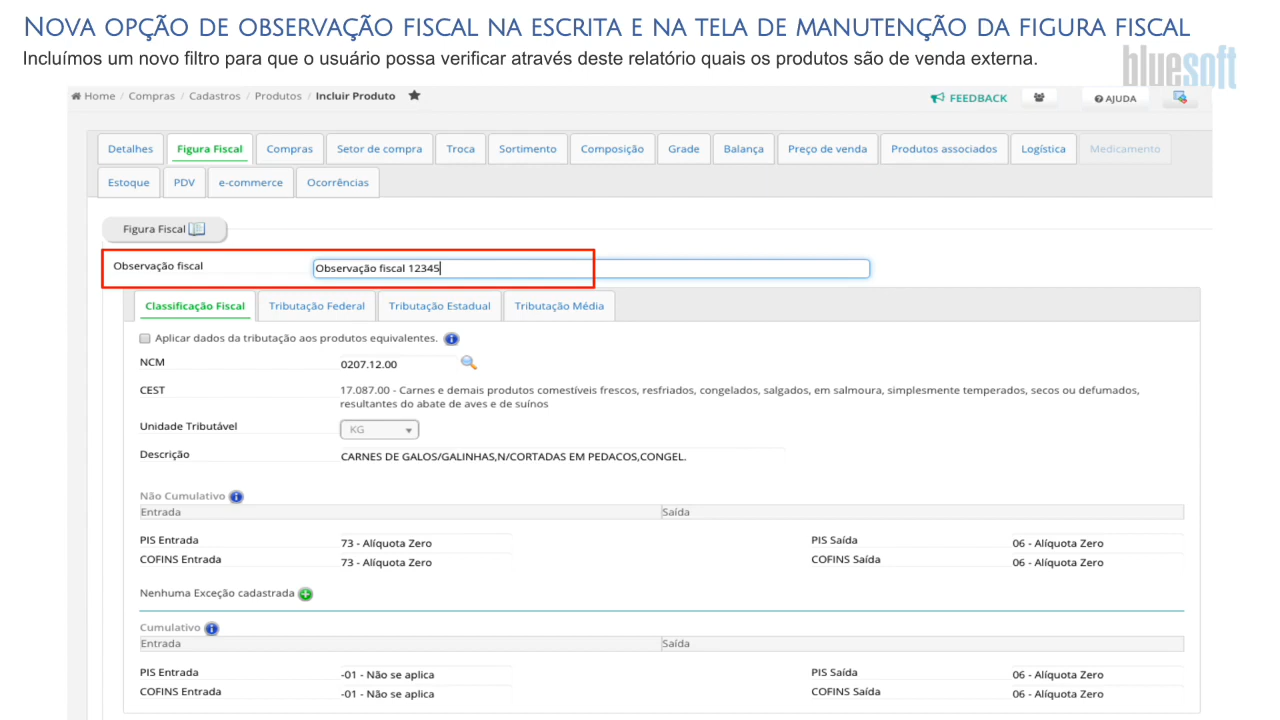 Nova opção de observação fiscal na escrita e na tela de manutenção da figura fiscal
Incluímos um novo filtro para que o usuário possa verificar através deste relatório quais os produtos são de venda externa.
bluesoft
Home / Compras / Cadastros / Produtos / Incluir Produto
FEEDBACK
AJUDA
Detalhes Figura Fiscal Compras Setor de compra Troca Sortimento Composição Grade Balança Preço de venda Produtos associados Logística Medicamento
Estoque PDV e-commerce Ocorrências
Figura Fiscal
Observação fiscal Observação fiscal 12345
Classificação Fiscal Tributação Federal Tributação Estadual Tributação Média
Aplicar dados da tributação aos produtos equivalentes.
NCM 0207.12.00
CEST 17.087.00 - Carnes e demais produtos comestíveis frescos, resfriados, congelados, salgados, em salmoura, simplesmente temperados, secos ou defumados,
resultantes do abate de aves e de suínos
Unidade Tributável KG
Descrição CARNES DE GALOS/GALINHAS,N/CORTADAS EM PEDACOS,CONGEL.
Não Cumulativo
Entrada Saída
PIS Entrada 73 - Alíquota Zero PIS Saída 06 - Alíquota Zero
COFINS Entrada 73 - Alíquota Zero COFINS Saída 06 - Alíquota Zero
Nenhuma Exceção cadastrada
Cumulativo
Entrada Saída
PIS Entrada -01 - Não se aplica PIS Saída 06 - Alíquota Zero
COFINS Entrada -01 - Não se aplica COFINS Saída 06 - Alíquota Zero